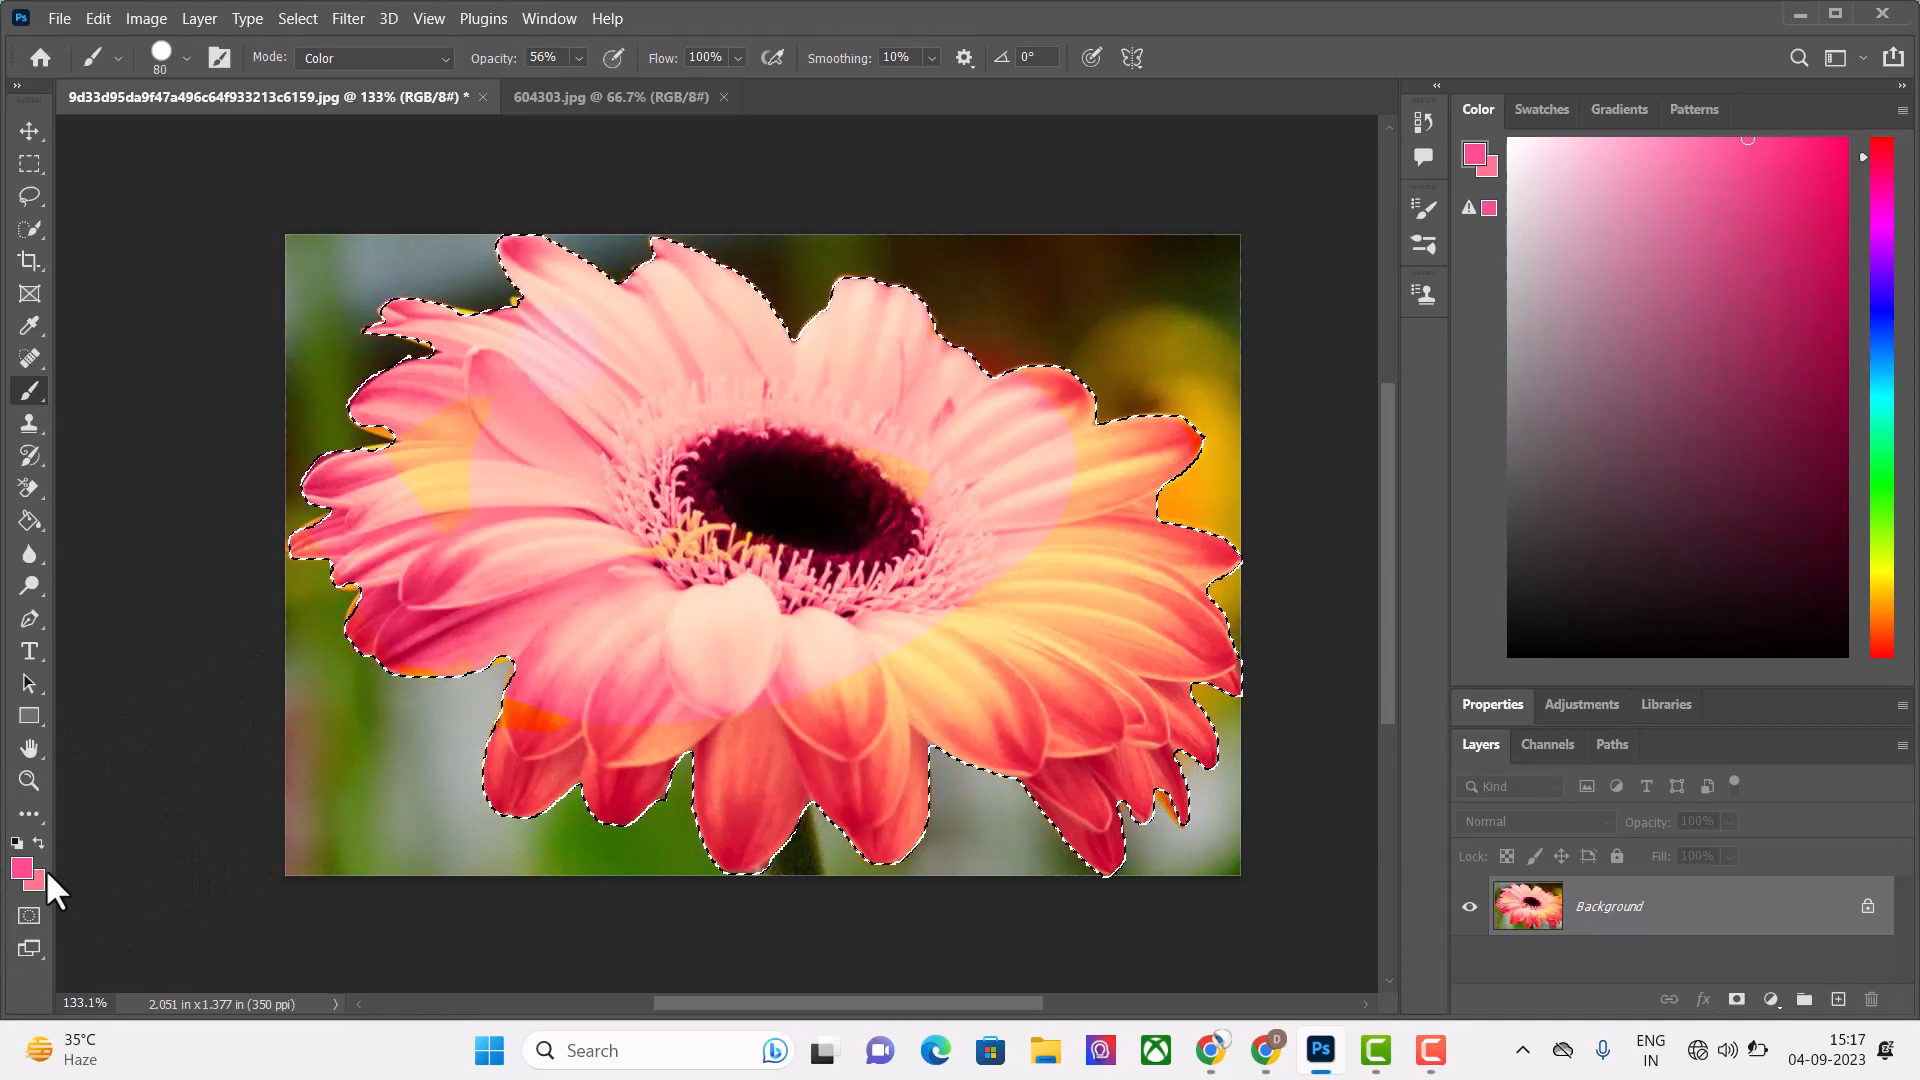 Ps File Edit Image Layer Type Select Filter 3D View Plugins Window Help
80 Mode: Color Opacity: 56% Flow: 100% Smoothing: 10% 0°
9d33d95da9f47a496c64f933213c6159.jpg @ 133% (RGB/8#) * 604303.jpg @ 66.7% (RGB/8#)
Color Swatches Gradients Patterns
Properties Adjustments Libraries
Layers Channels Paths
Kind
Normal Opacity: 100%
Lock: Fill: 100%
Background
fx
133.1% 2.051 in x 1.377 in (350 ppi)
35°C
Haze
Search
D
Ps
ENG
IN
15:17
04-09-2023